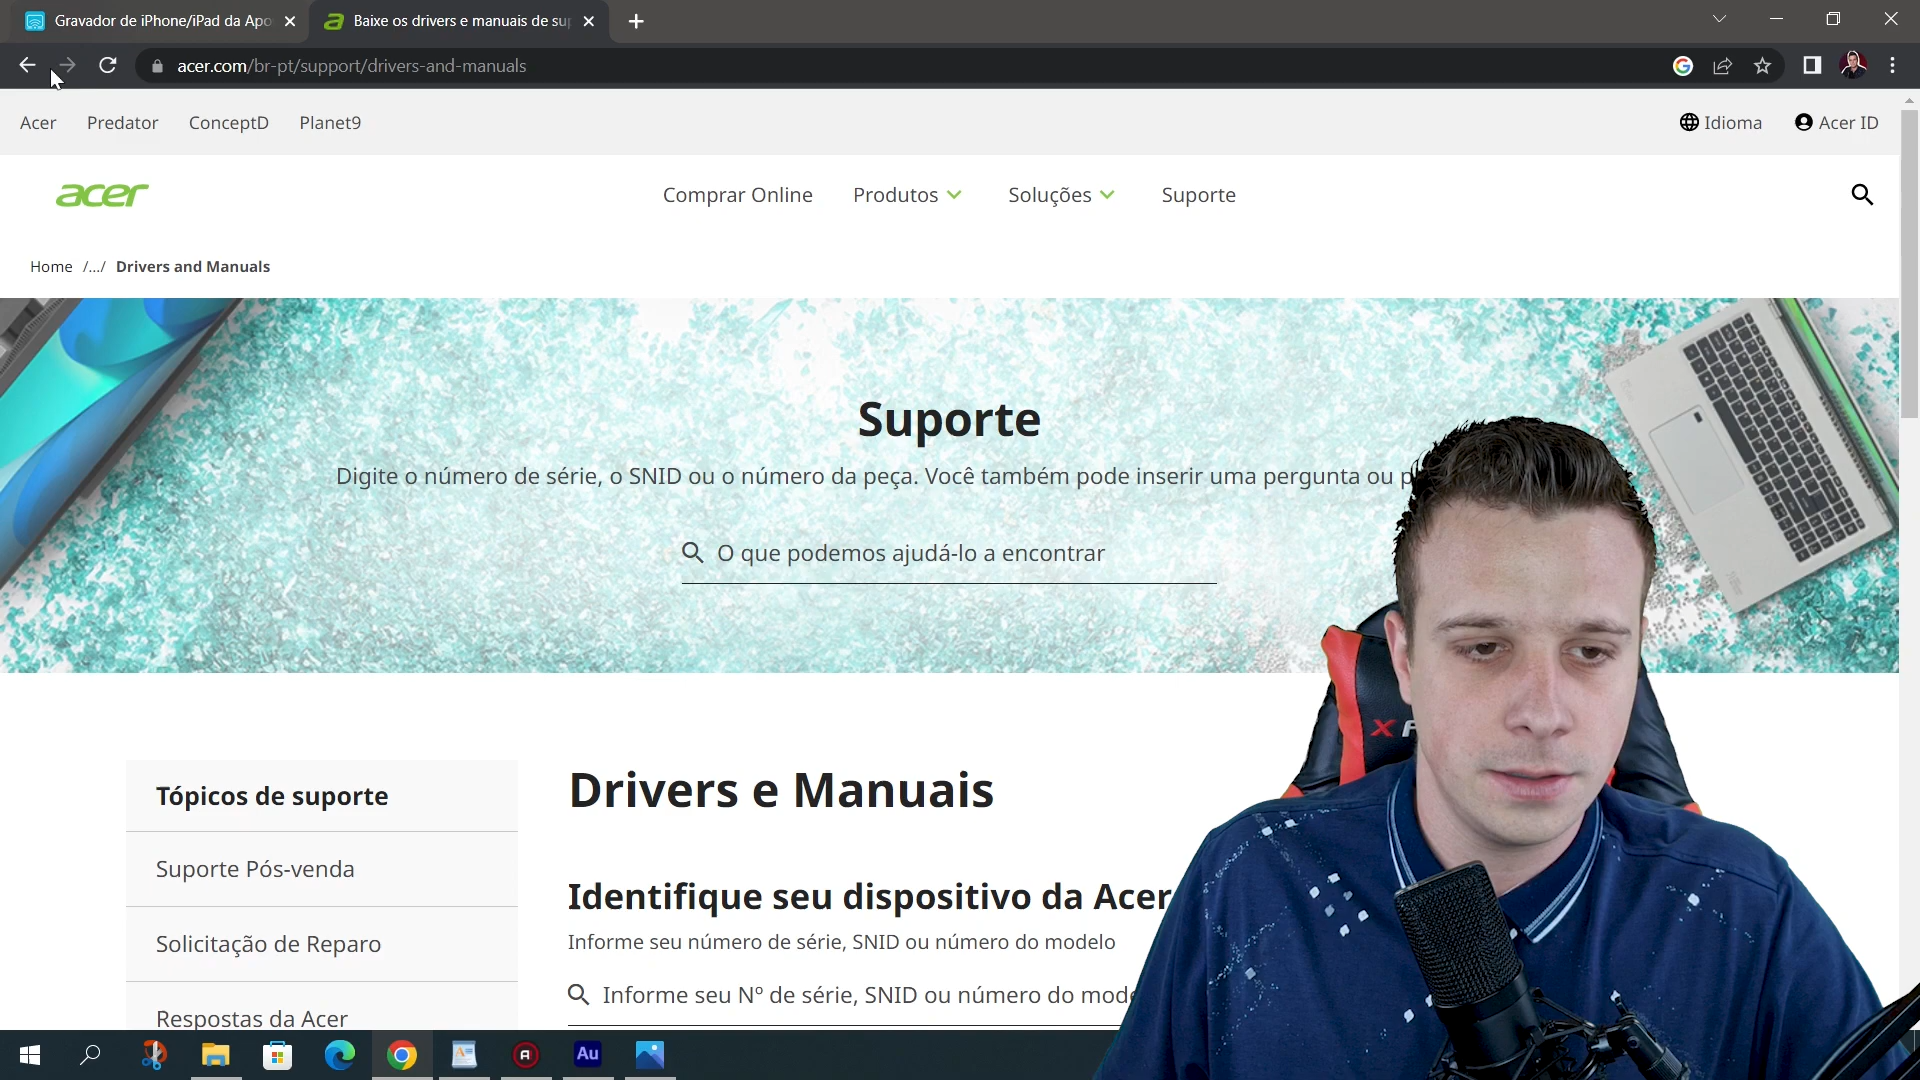 Gravador de iPhone/iPad da Apo
Baixe os drivers e manuais de su
acer.com/br-pt/support/drivers-and-manuals
Acer Predator ConceptD Planet9
Idioma Acer ID
acer
Comprar Online Produtos Soluções Suporte
Home /.../ Drivers and Manuals
Suporte
Digite o número de série, o SNID ou o número da peça. Você também pode inserir uma pergunta ou p
O que podemos ajudá-lo a encontrar
Drivers e Manuais
Tópicos de suporte
Suporte Pós-venda
Solicitação de Reparo
Respostas da Acer
Identifique seu dispositivo da Acer
Informe seu número de série, SNID ou número do modelo
Informe seu Nº de série, SNID ou número do mode
X F
Au